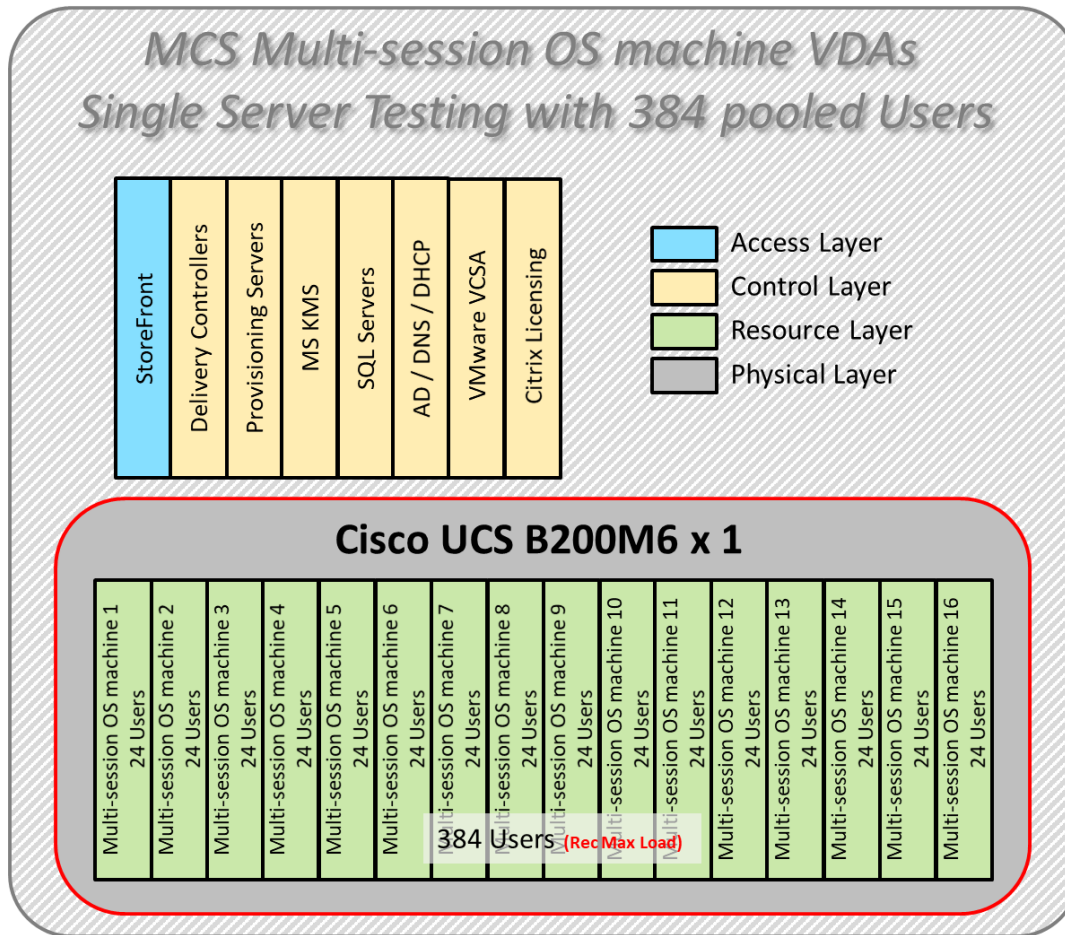 MCS Multi-session OS machine VDAs
Single Server Testing with 384 pooled Users
StoreFront
Delivery Controllers
Provisioning Servers
MS KMS
SQL Servers
AD / DNS / DHCP
VMware VCSA
Citrix Licensing
Access Layer
Control Layer
Resource Layer
Physical Layer
Cisco UCS B200M6 x 1
Multi-session OS machine 1
24 Users
Multi-session OS machine 2
24 Users
Multi-session OS machine 3
24 Users
Multi-session OS machine 4
24 Users
Multi-session OS machine 5
24 Users
Multi-session OS machine 6
24 Users
Multi-session OS machine 7
24 Users
Multi-session OS machine 8
24 Users
Multi-session OS machine 9
24 Users
Multi-session OS machine 10
24 Users
Multi-session OS machine 11
24 Users
Multi-session OS machine 12
24 Users
Multi-session OS machine 13
24 Users
Multi-session OS machine 14
24 Users
Multi-session OS machine 15
24 Users
Multi-session OS machine 16
24 Users
384 Users (Rec Max Load)